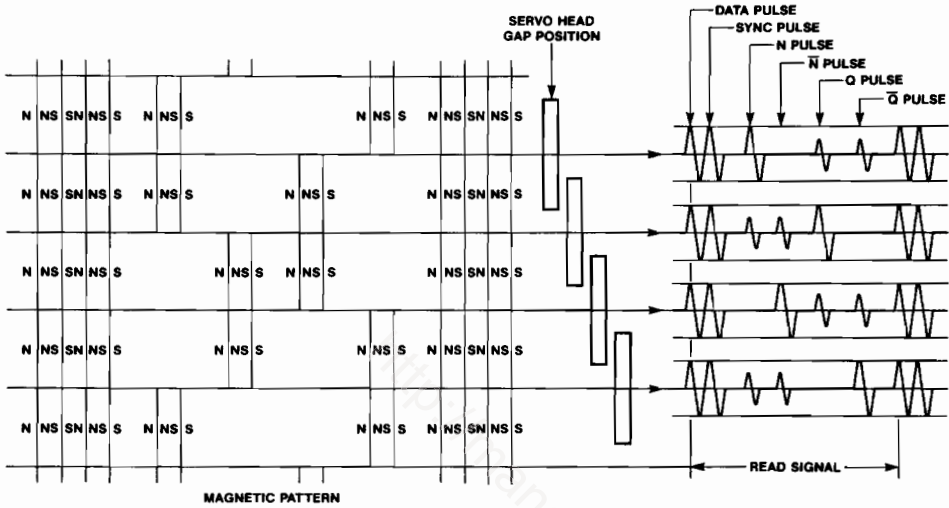 DATA PULSE
SERVO HEAD
GAP POSITION
SYNC PULSE
N PULSE
N̅ PULSE
Q PULSE
Q̅ PULSE
N NS SN NS S N NS S N NS S N NS SN NS S
N NS SN NS S N NS S N NS S N NS SN NS S
N NS SN NS S N NS S N NS S N NS SN NS S
N NS SN NS S N NS S N NS S N NS SN NS S
N NS SN NS S N NS S N NS S N NS SN NS S
READ SIGNAL
MAGNETIC PATTERN